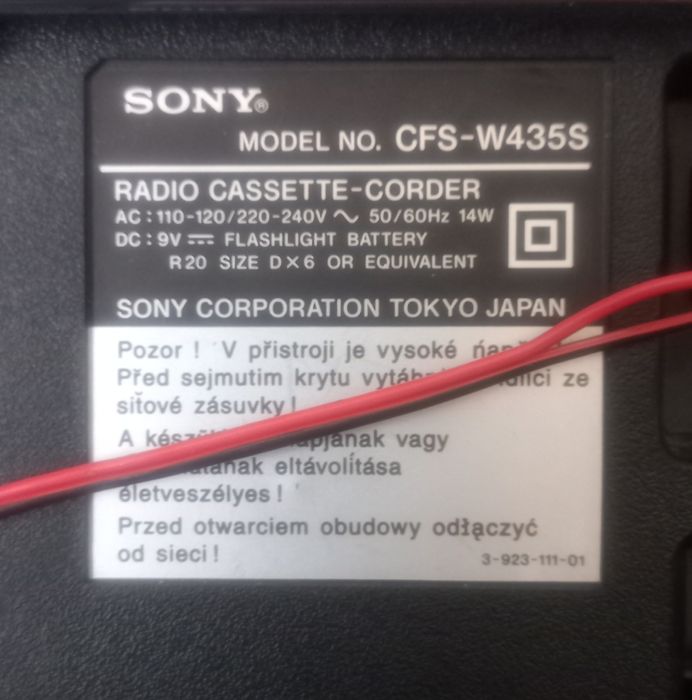 SONY®
MODEL NO. CFS-W435S
RADIO CASSETTE-CORDER
AC : 110-120/220-240V ∼ 50/60Hz 14W
DC : 9V ⎓ FLASHLIGHT BATTERY
R20 SIZE D×6 OR EQUIVALENT
SONY CORPORATION TOKYO JAPAN
Pozor ! V přistroji je vysoké
Před sejmutim krytu ze
siťové zásuvky !
A vagy
eltávolítása
életveszélyes !
Przed otwarciem obudowy odłączyć
od sieci !
3-923-111-01